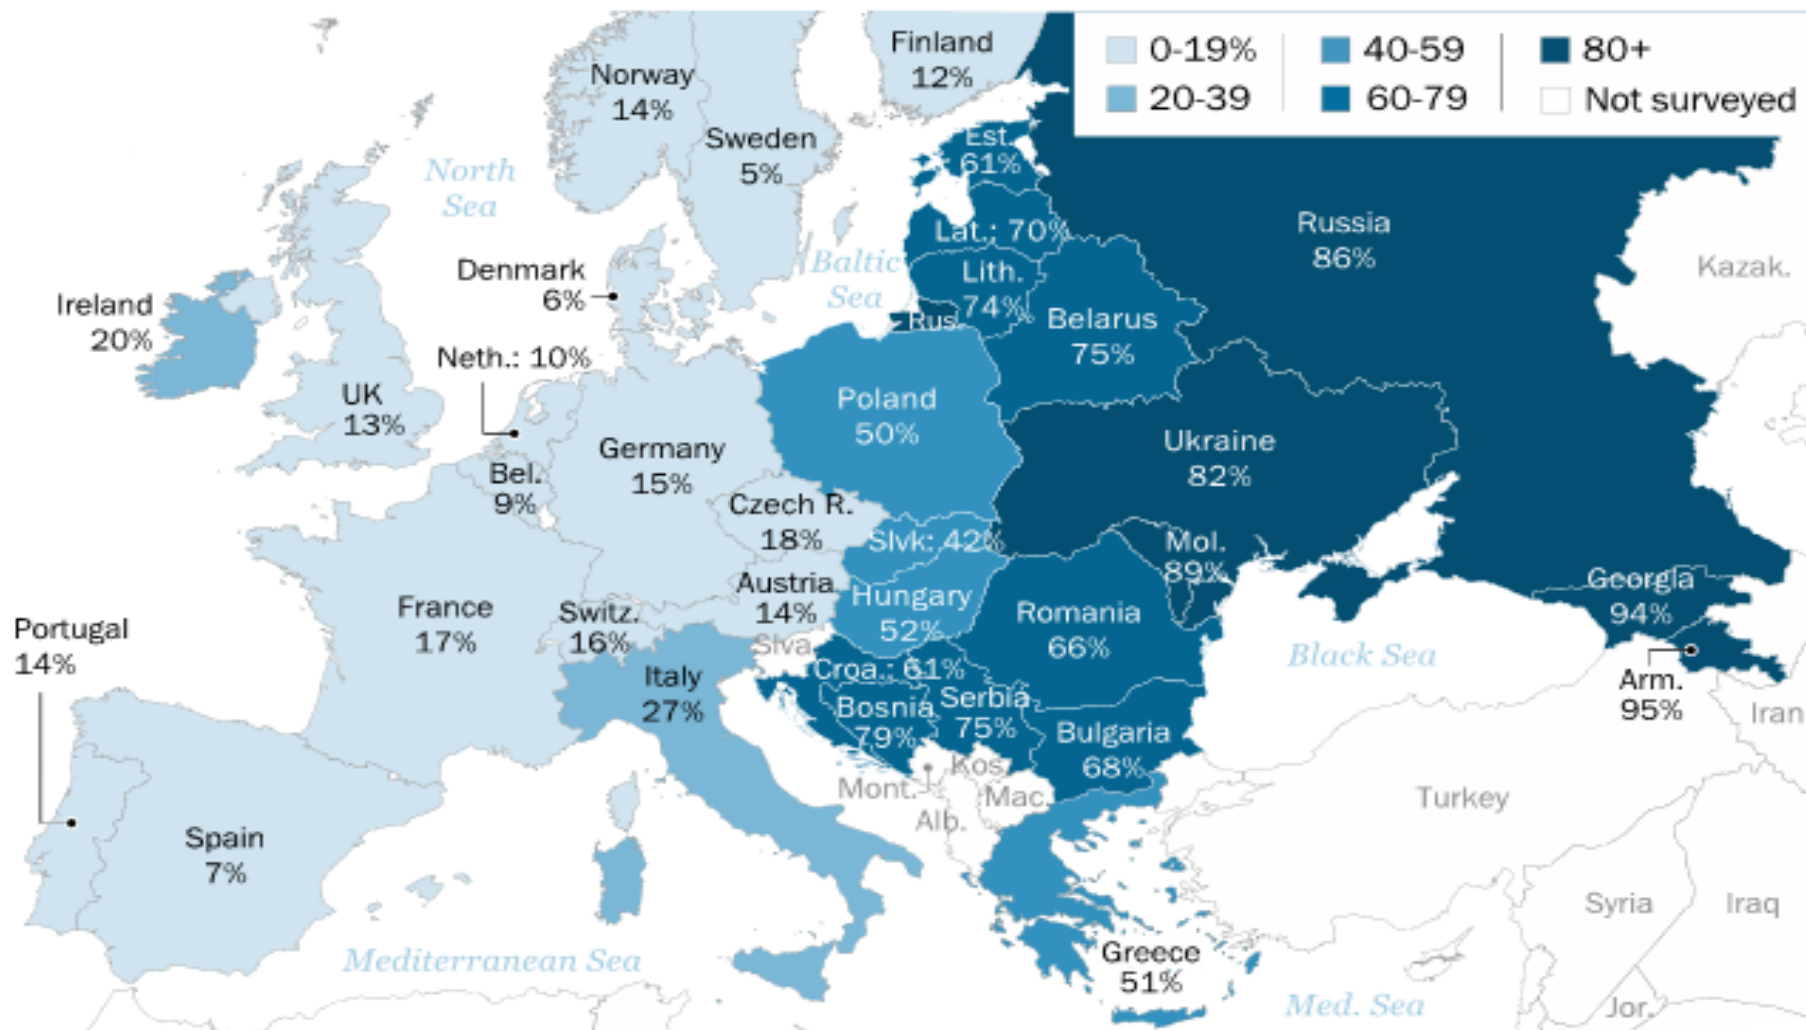 0-19%
20-39
40-59
60-79
80+
Not surveyed
Finland
12%
Norway
14%
Sweden
5%
North
Sea
Est.
61%
Russia
86%
Lat.: 70%
Baltic
Sea
Lith.
74%
Kazak.
Denmark
6%
Ireland
20%
Rus.
Belarus
75%
Neth.: 10%
UK
13%
Poland
50%
Germany
15%
Ukraine
82%
Bel.
9%
Czech R.
18%
Slvk: 42%
Mol.
89%
Austria
14%
Hungary
52%
Georgia
94%
France
17%
Switz.
16%
Romania
66%
Portugal
14%
Slva.
Black Sea
Italy
27%
Croa.: 61%
Arm.
95%
Bosnia
79%
Serbia
75%
Iran
Bulgaria
68%
Kos.
Mont.
Mac.
Turkey
Alb.
Spain
7%
Syria
Iraq
Mediterranean Sea
Greece
51%
Med. Sea
Jor.